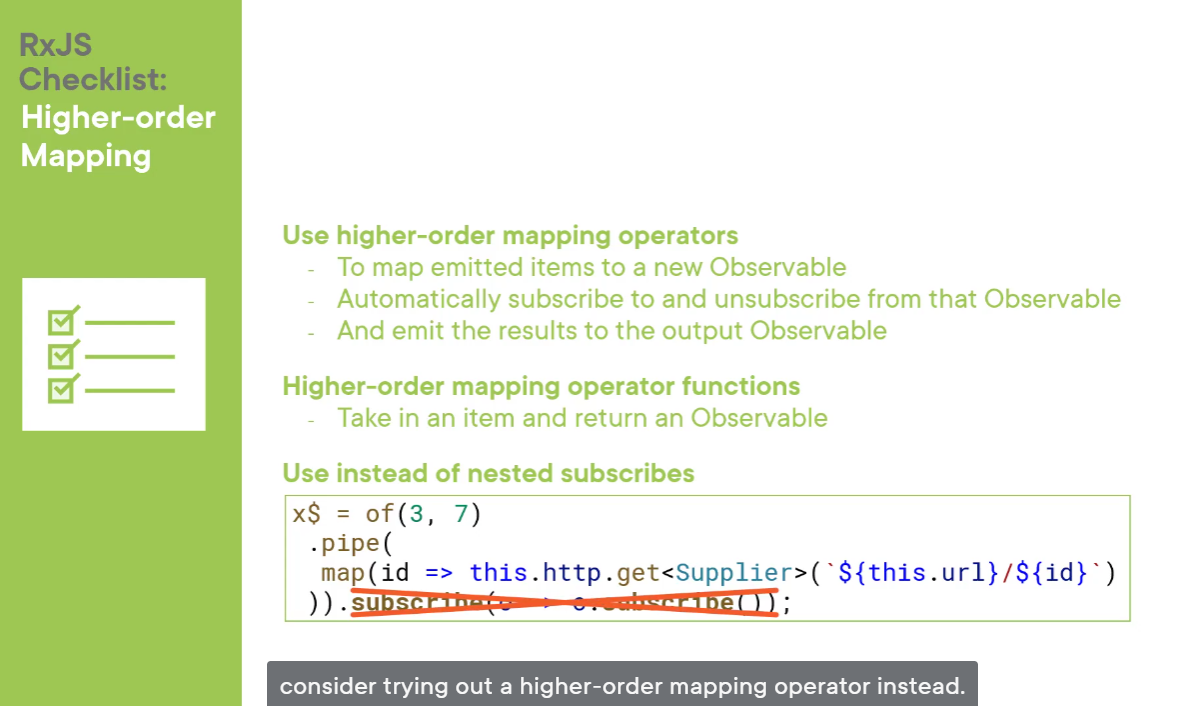 RxJS
Checklist:
Higher-order
Mapping
Use higher-order mapping operators
- To map emitted items to a new Observable
- Automatically subscribe to and unsubscribe from that Observable
- And emit the results to the output Observable
Higher-order mapping operator functions
- Take in an item and return an Observable
Use instead of nested subscribes
x$ = of(3, 7)
.pipe(
map(id => this.http.get<Supplier>(`${this.url}/${id}`)
)).subscribe(o => o.subscribe());
consider trying out a higher-order mapping operator instead.